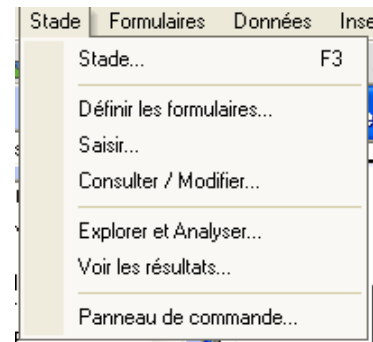 Stade Formulaires Données Inse
Stade... F3
Définir les formulaires...
Saisir...
Consulter / Modifier...
Explorer et Analyser...
Voir les résultats...
Panneau de commande...